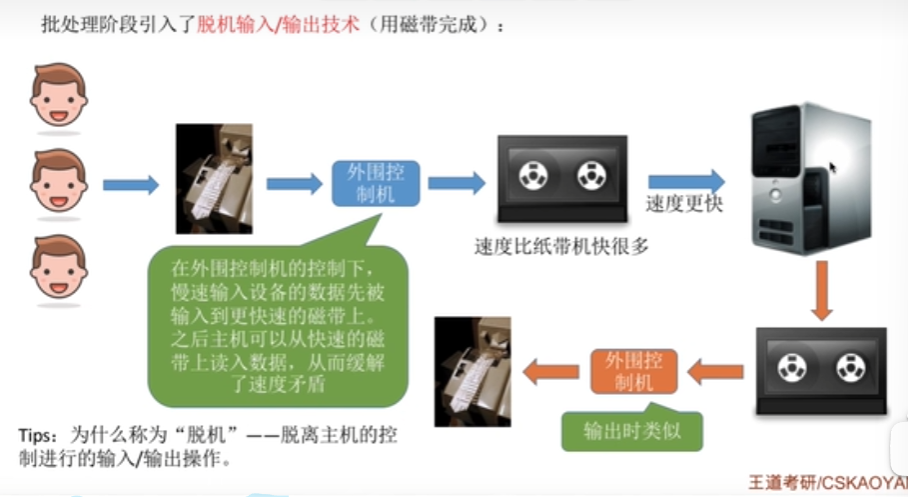 批处理阶段引入了脱机输入/输出技术（用磁带完成）：
外围控
制机
速度更快
速度比纸带机快很多
在外围控制机的控制下，
慢速输入设备的数据先被
输入到更快速的磁带上。
之后主机可以从快速的磁
带上读入数据，从而缓解
了速度矛盾
外围控
制机
输出时类似
Tips：为什么称为“脱机”——脱离主机的控
制进行的输入/输出操作。
王道考研/CSKAOYAN